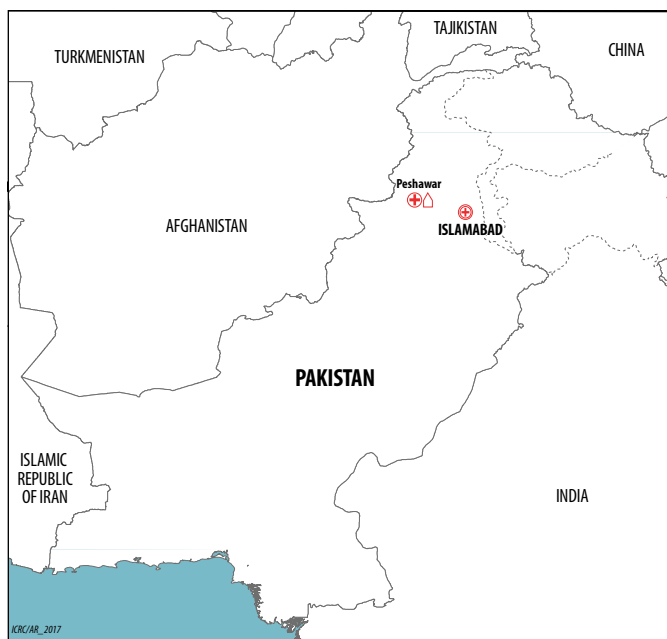 TAJIKISTAN
TURKMENISTAN
CHINA
Peshawar
AFGHANISTAN
ISLAMABAD
PAKISTAN
ISLAMIC
REPUBLIC
OF IRAN
INDIA
ICRC/AR_2017